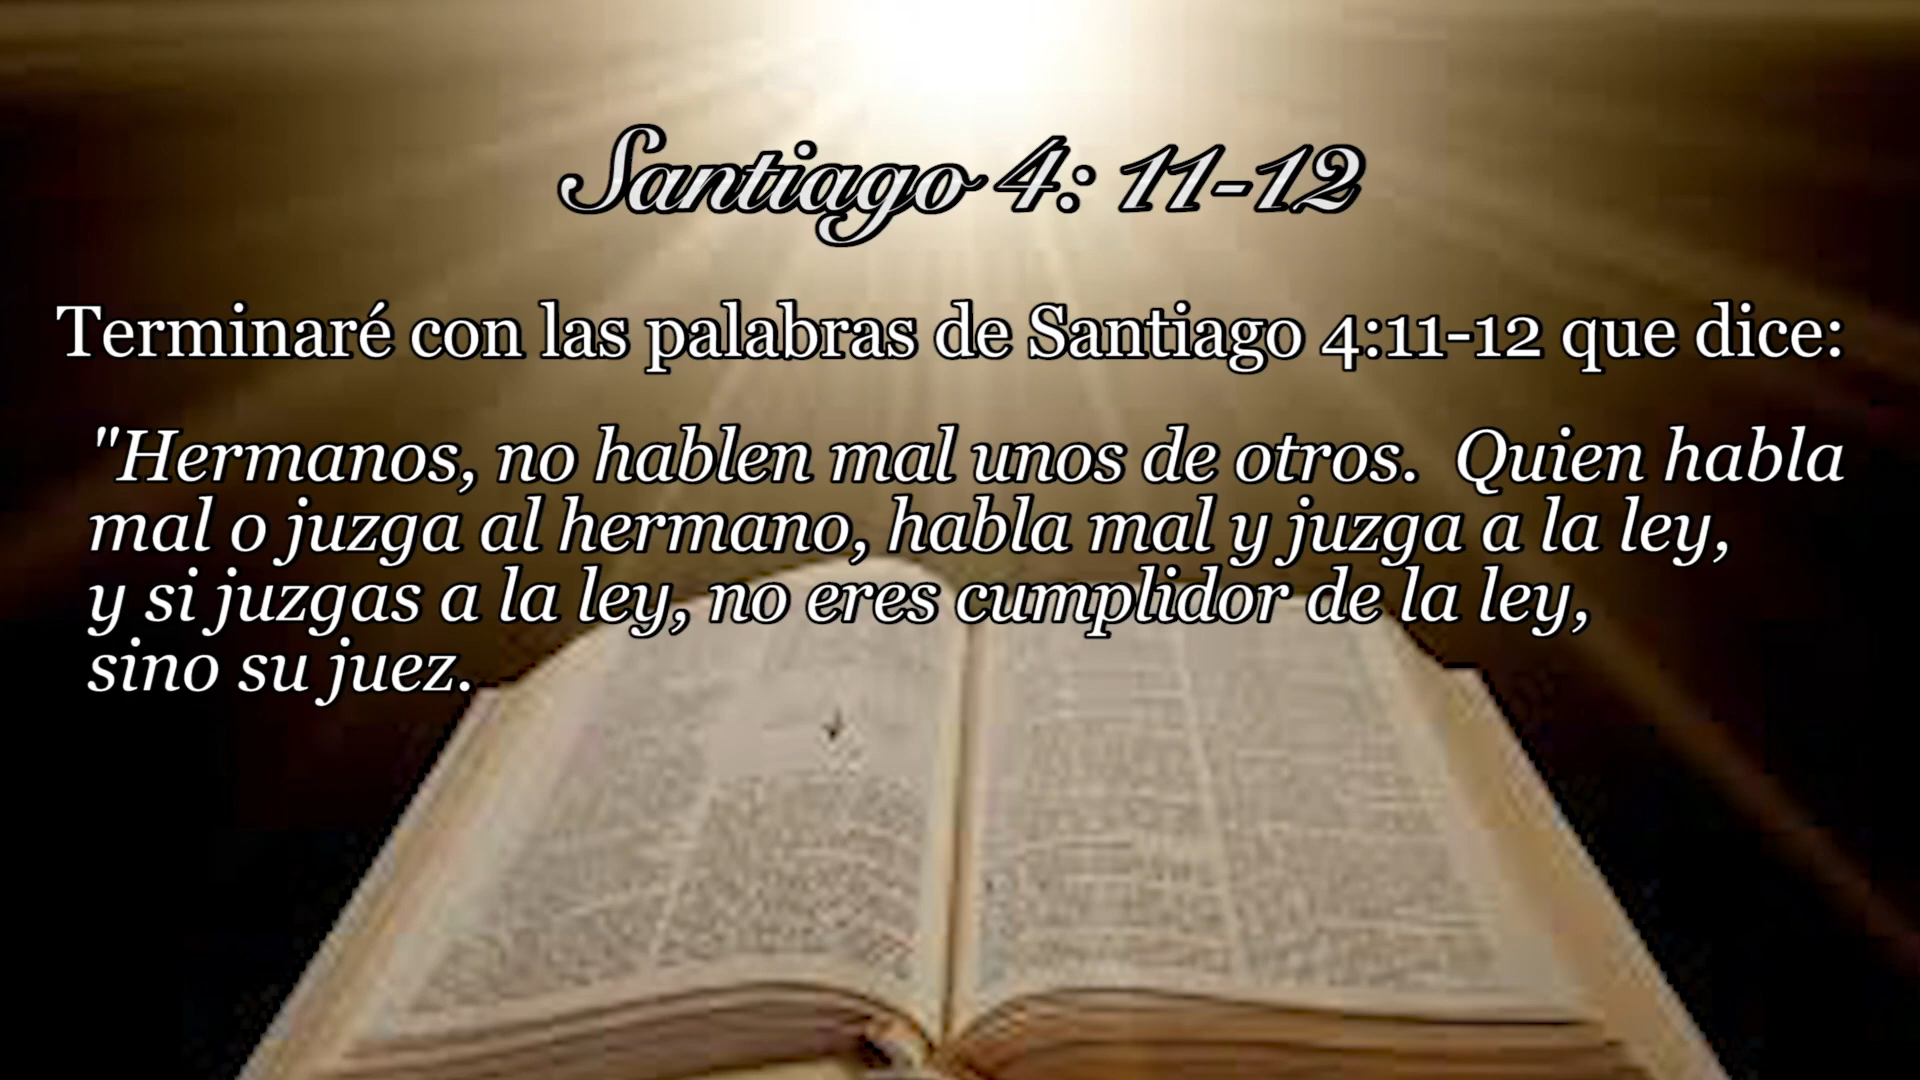 Santiago 4: 11-12
Terminaré con las palabras de Santiago 4:11-12 que dice:
"Hermanos, no hablen mal unos de otros.  Quien habla
mal o juzga al hermano, habla mal y juzga a la ley,
y si juzgas a la ley, no eres cumplidor de la ley,
sino su juez.